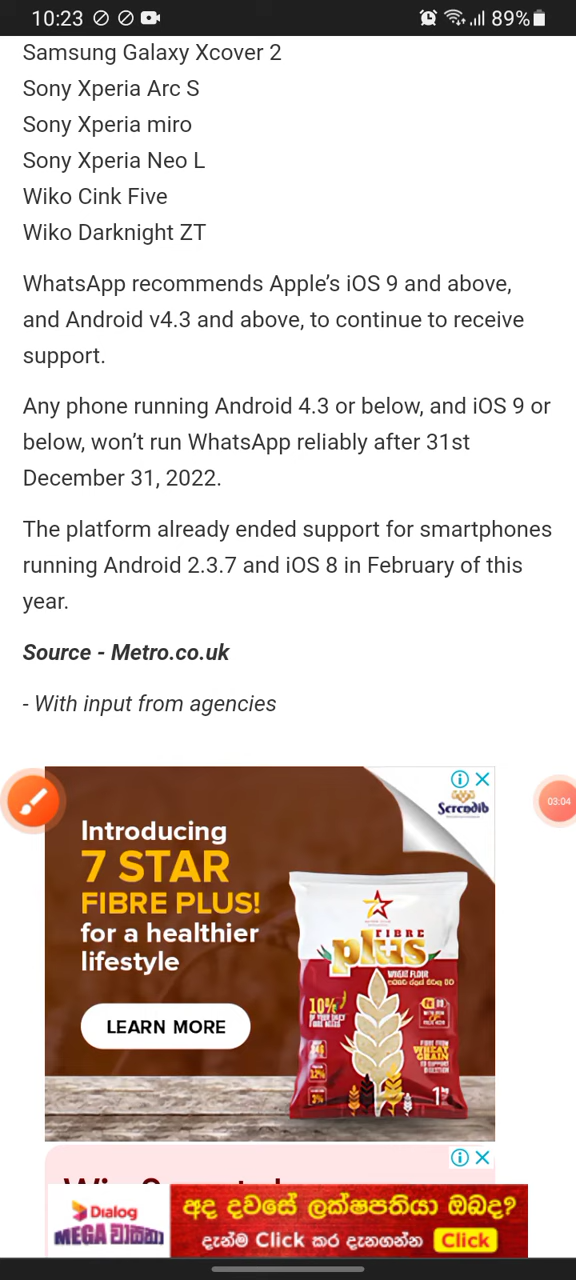 10:23
89%
Samsung Galaxy Xcover 2
Sony Xperia Arc S
Sony Xperia miro
Sony Xperia Neo L
Wiko Cink Five
Wiko Darknight ZT
WhatsApp recommends Apple’s iOS 9 and above,
and Android v4.3 and above, to continue to receive
support.
Any phone running Android 4.3 or below, and iOS 9 or
below, won’t run WhatsApp reliably after 31st
December 31, 2022.
The platform already ended support for smartphones
running Android 2.3.7 and iOS 8 in February of this
year.
Source - Metro.co.uk
- With input from agencies
Serendib
03:04
Introducing
7 STAR
FIBRE PLUS!
for a healthier
lifestyle
LEARN MORE
FIBRE
plus
WHEAT FLOUR
10%
WHEAT
GRAIN
Dialog
MEGA වාසනා
අද දවසේ ලක්ෂපතියා ඔබද?
දැන්ම Click කර දැනගන්න
Click